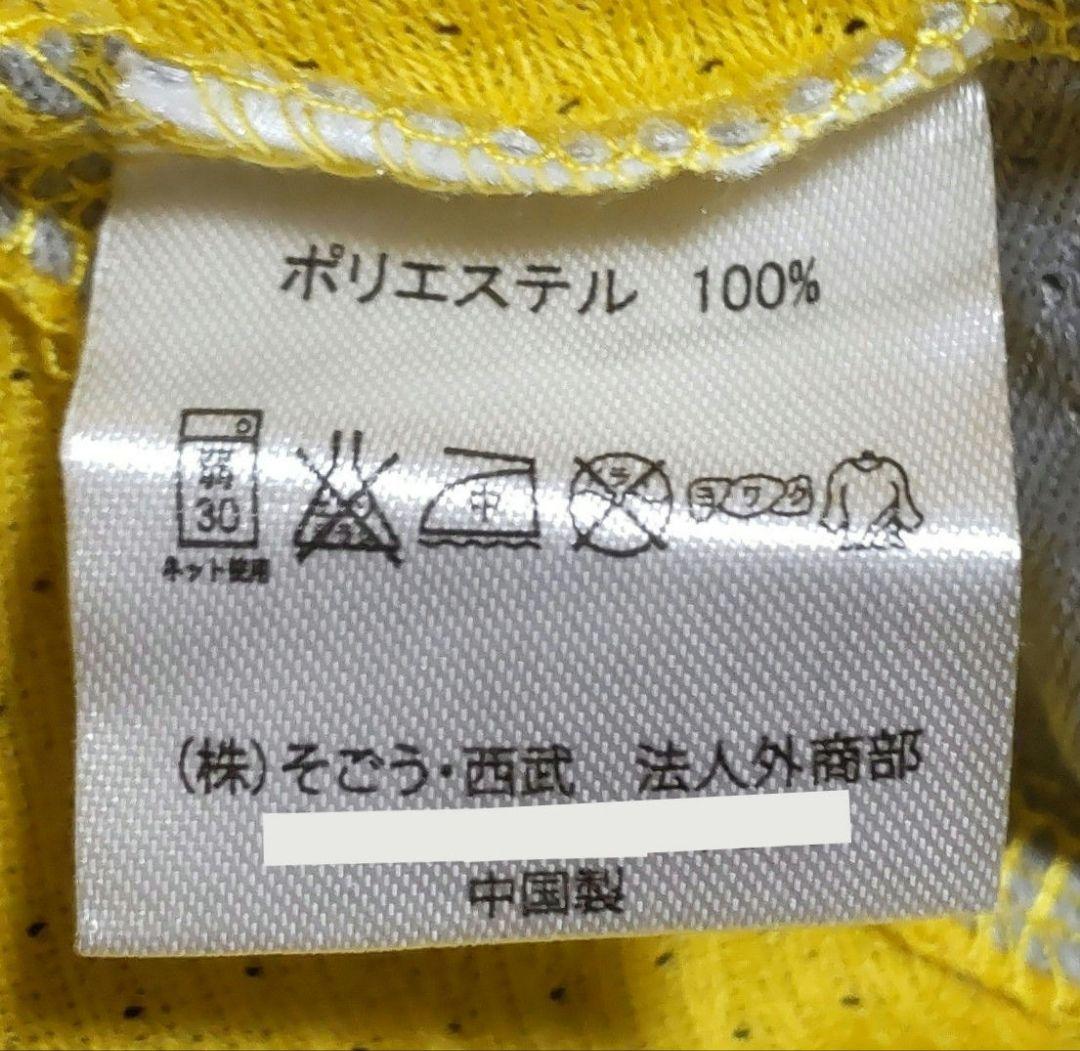 ポリエステル 100%
弱
30
中
ヨワク
ネット使用
(株)そごう・西武 法人外商部
中国製